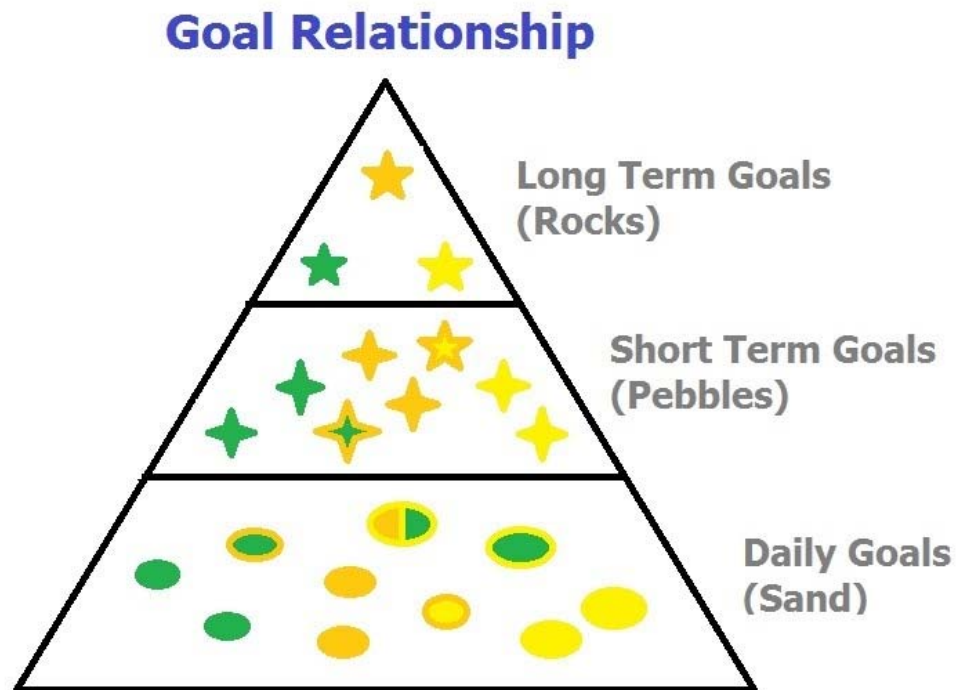 Goal Relationship
Long Term Goals
(Rocks)
Short Term Goals
(Pebbles)
Daily Goals
(Sand)